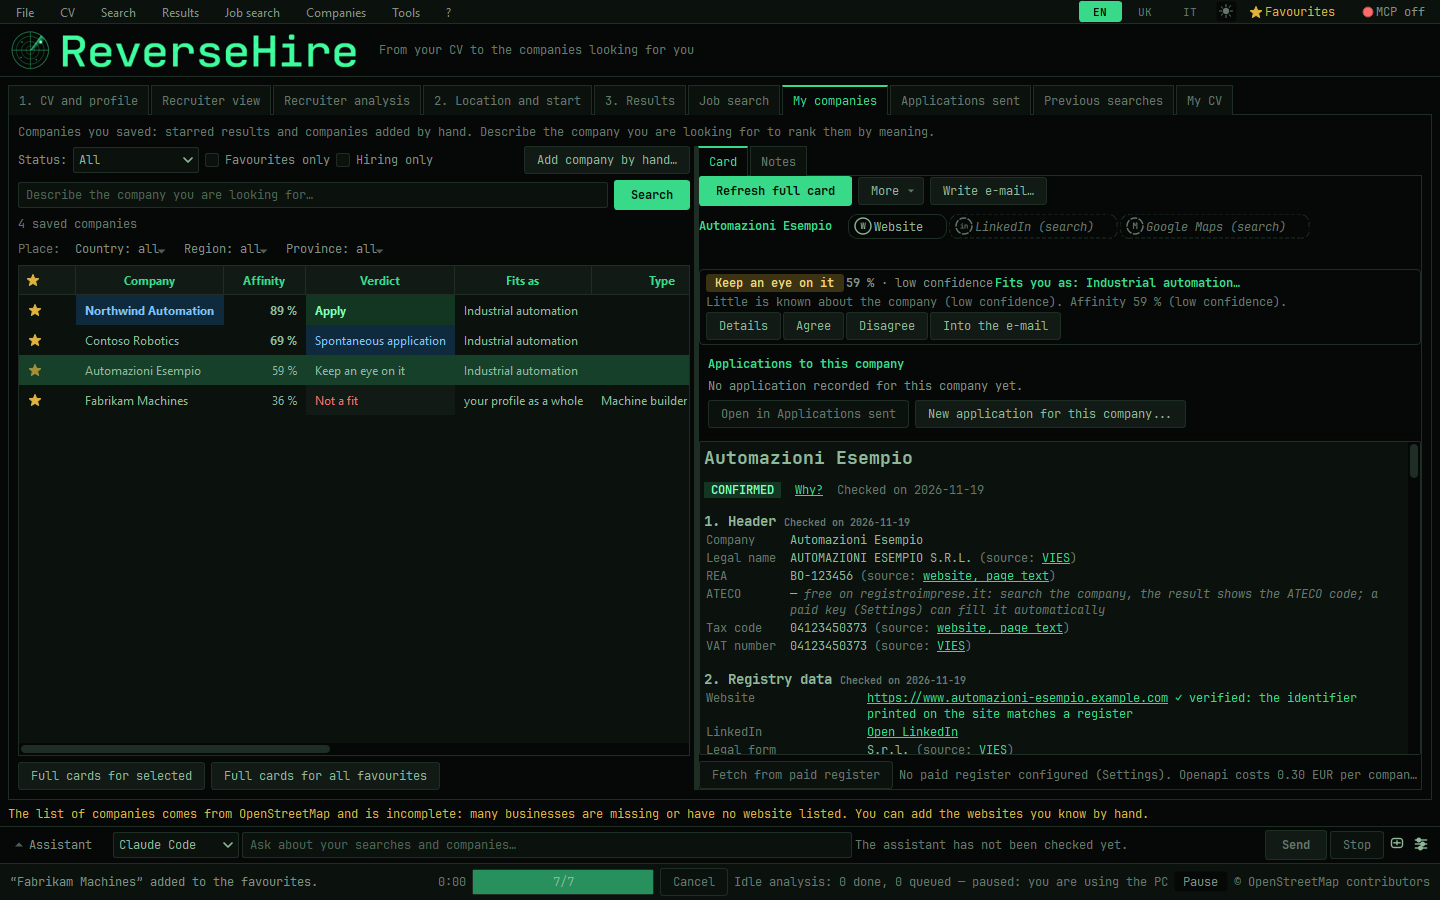 File CV Search Results Job search Companies Tools ? EN UK IT Favourites MCP off
ReverseHire From your CV to the companies looking for you
1. CV and profile Recruiter view Recruiter analysis 2. Location and start 3. Results Job search My companies Applications sent Previous searches My CV
Companies you saved: starred results and companies added by hand. Describe the company you are looking for to rank them by meaning.
Status: All Favourites only Hiring only Add company by hand…
Describe the company you are looking for… Search
4 saved companies
Place: Country: all Region: all Province: all
Company Affinity Verdict Fits as Type
Northwind Automation 89 % Apply Industrial automation
Contoso Robotics 69 % Spontaneous application Industrial automation
Automazioni Esempio 59 % Keep an eye on it Industrial automation
Fabrikam Machines 36 % Not a fit your profile as a whole Machine builder
Full cards for selected Full cards for all favourites
Card Notes
Refresh full card More Write e-mail…
Automazioni Esempio W Website in LinkedIn (search) M Google Maps (search)
Keep an eye on it 59 % · low confidence Fits you as: Industrial automation…
Little is known about the company (low confidence). Affinity 59 % (low confidence).
Details Agree Disagree Into the e-mail
Applications to this company
No application recorded for this company yet.
Open in Applications sent New application for this company...
Automazioni Esempio
CONFIRMED Why? Checked on 2026-11-19
1. Header Checked on 2026-11-19
Company Automazioni Esempio
Legal name AUTOMAZIONI ESEMPIO S.R.L. (source: VIES)
REA BO-123456 (source: website, page text)
ATECO — free on registroimprese.it: search the company, the result shows the ATECO code; a
paid key (Settings) can fill it automatically
Tax code 04123450373 (source: website, page text)
VAT number 04123450373 (source: VIES)
2. Registry data Checked on 2026-11-19
Website https://www.automazioni-esempio.example.com ✓ verified: the identifier
printed on the site matches a register
LinkedIn Open LinkedIn
Legal form S.r.l. (source: VIES)
Fetch from paid register No paid register configured (Settings). Openapi costs 0.30 EUR per compan…
The list of companies comes from OpenStreetMap and is incomplete: many businesses are missing or have no website listed. You can add the websites you know by hand.
Assistant Claude Code Ask about your searches and companies… The assistant has not been checked yet. Send Stop
“Fabrikam Machines” added to the favourites. 0:00 7/7 Cancel Idle analysis: 0 done, 0 queued — paused: you are using the PC Pause © OpenStreetMap contributors